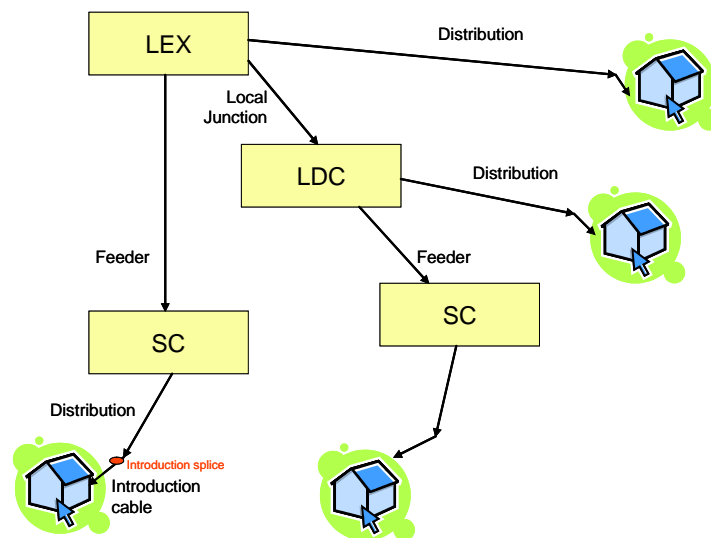 LEX
Distribution
Local
Junction
LDC
Distribution
Feeder
Feeder
SC
SC
Distribution
Introduction splice
Introduction
cable